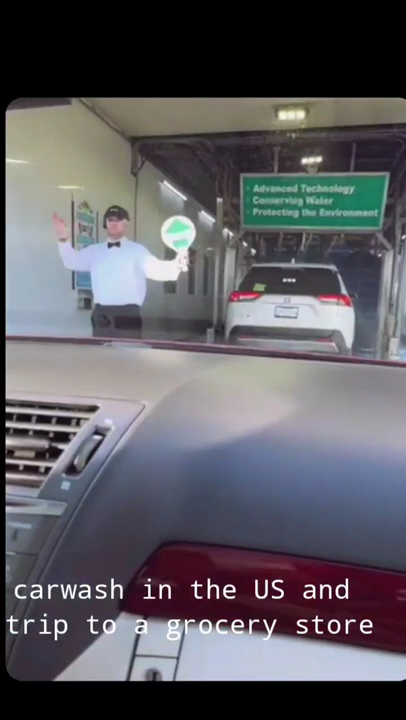 · Advanced Technology
· Conserving Water
· Protecting the Environment
carwash in the US and
trip to a grocery store